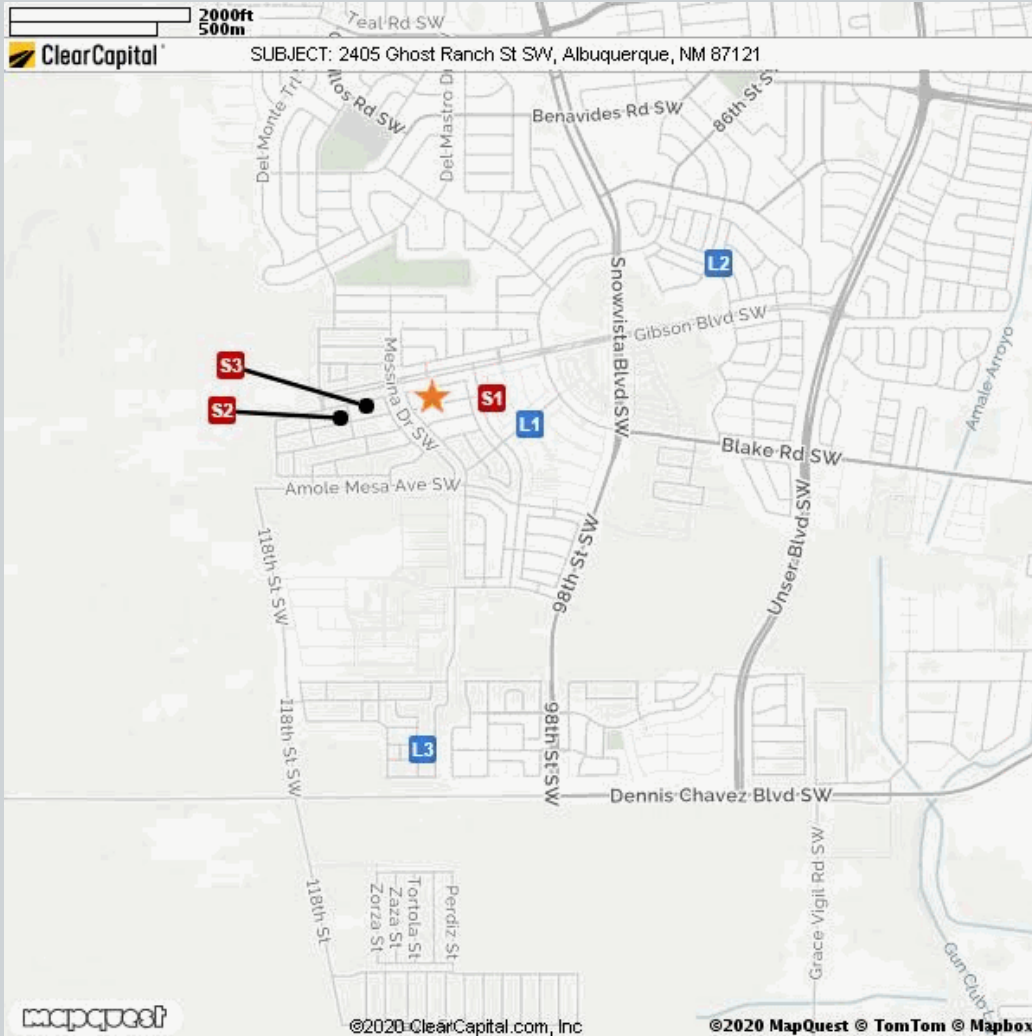 2000ft
500m
Teal Rd SW
ClearCapital
SUBJECT: 2405 Ghost Ranch St SW, Albuquerque, NM 87121
Del Monte Trl
Rd SW
Del Mastro Dr
Benavides Rd SW
86th St S
L2
Snowvista Blvd SW
Gibson Blvd SW
Amale Arroyo
S3
Messina Dr SW
S1
S2
L1
Blake Rd SW
Amole Mesa Ave SW
118th St SW
98th St SW
Unser Blvd SW
118th St SW
98th St SW
L3
Dennis Chavez Blvd SW
118th St
Zorza St
Zaza St
Tortola St
Perdiz St
Grace Vigil Rd SW
Gun Club L
mapquest
©2020 ClearCapital.com, Inc
©2020 MapQuest © TomTom © Mapbox